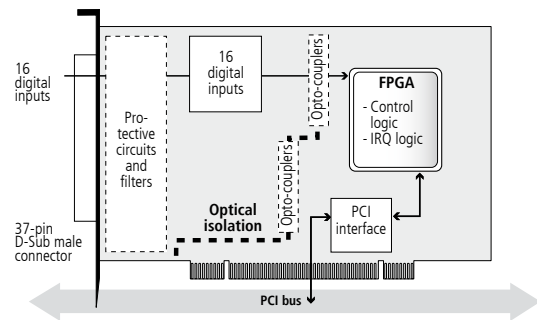 16
digital
inputs
37-pin
D-Sub male
connector
Pro-
tective
circuits
and
filters
16
digital
inputs
Opto-couplers
Opto-couplers
Optical
isolation
FPGA
- Control
logic
- IRQ logic
PCI
interface
PCI bus